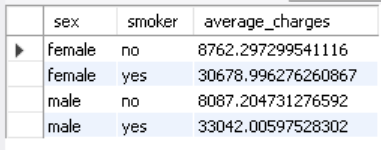 sex smoker average_charges
female no 8762.297299541116
female yes 30678.996276260867
male no 8087.204731276592
male yes 33042.00597528302